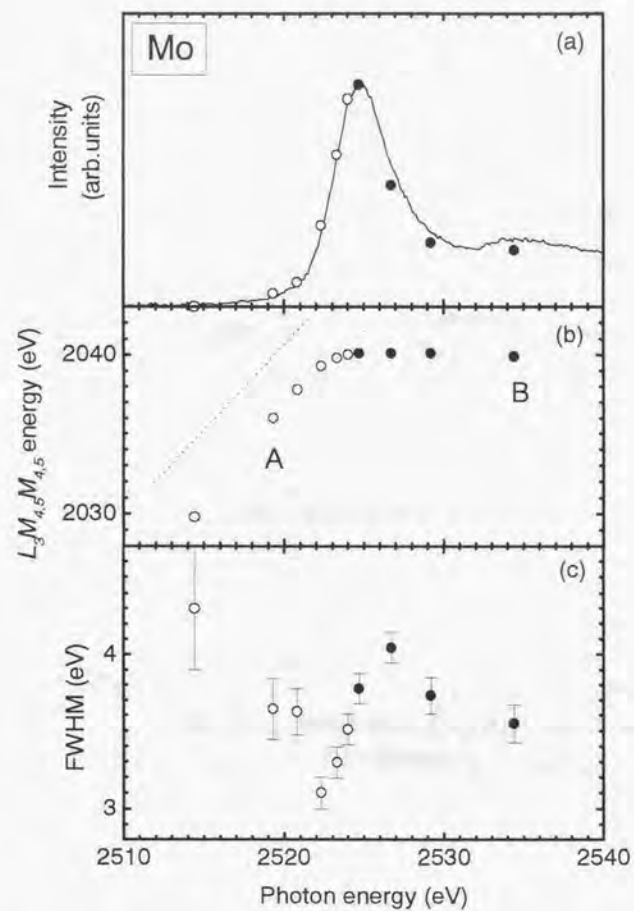 Mo
(a)
Intensity
(arb.units)
(b)
2040
2030
L₃M₄,₅M₄,₅ energy (eV)
A
B
(c)
4
3
FWHM (eV)
2510
2520
2530
2540
Photon energy (eV)